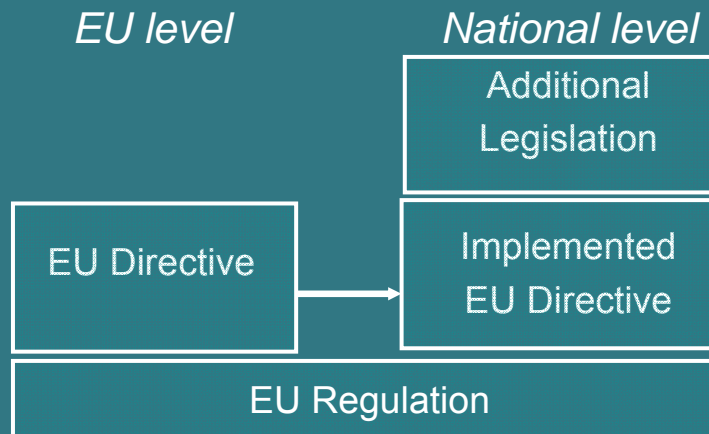 EU level
National level
Additional
Legislation
EU Directive
Implemented
EU Directive
EU Regulation